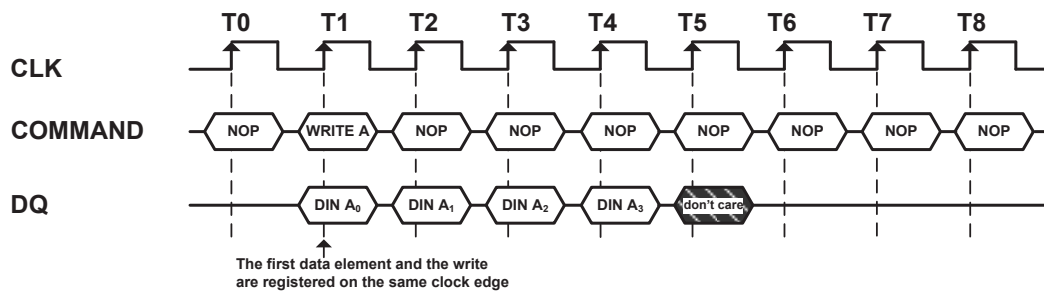 T0 T1 T2 T3 T4 T5 T6 T7 T8
CLK
COMMAND NOP WRITE A NOP NOP NOP NOP NOP NOP NOP
DQ DIN A₀ DIN A₁ DIN A₂ DIN A₃ don't care
The first data element and the write
are registered on the same clock edge